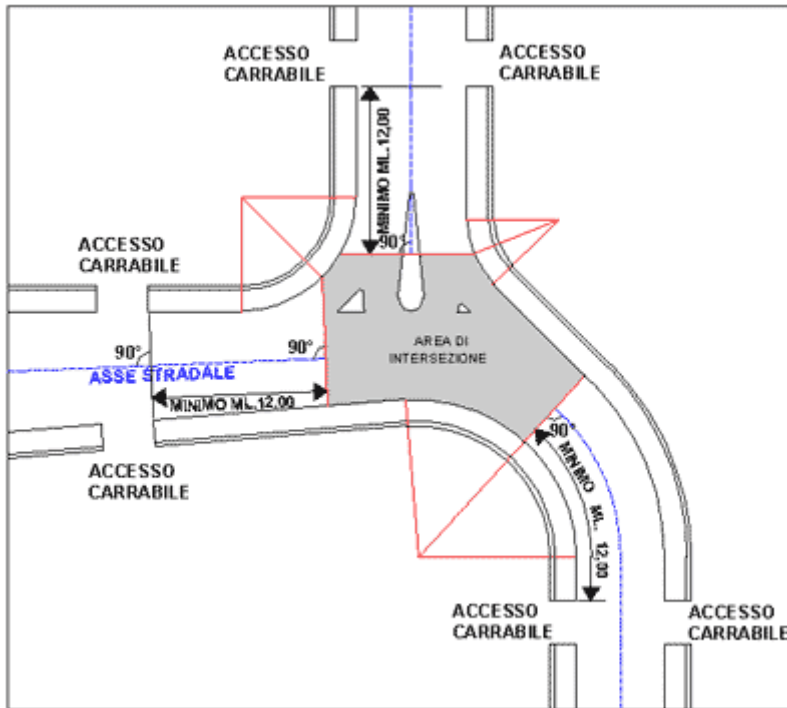 ACCESSO
CARRABILE
ACCESSO
CARRABILE
MINIMO ML.12,00
90°
ACCESSO
CARRABILE
90°
90°
ASSE STRADALE
MINIMO ML.12,00
AREA DI
INTERSEZIONE
90°
MINIMO ML. 12,00
ACCESSO
CARRABILE
ACCESSO
CARRABILE
ACCESSO
CARRABILE